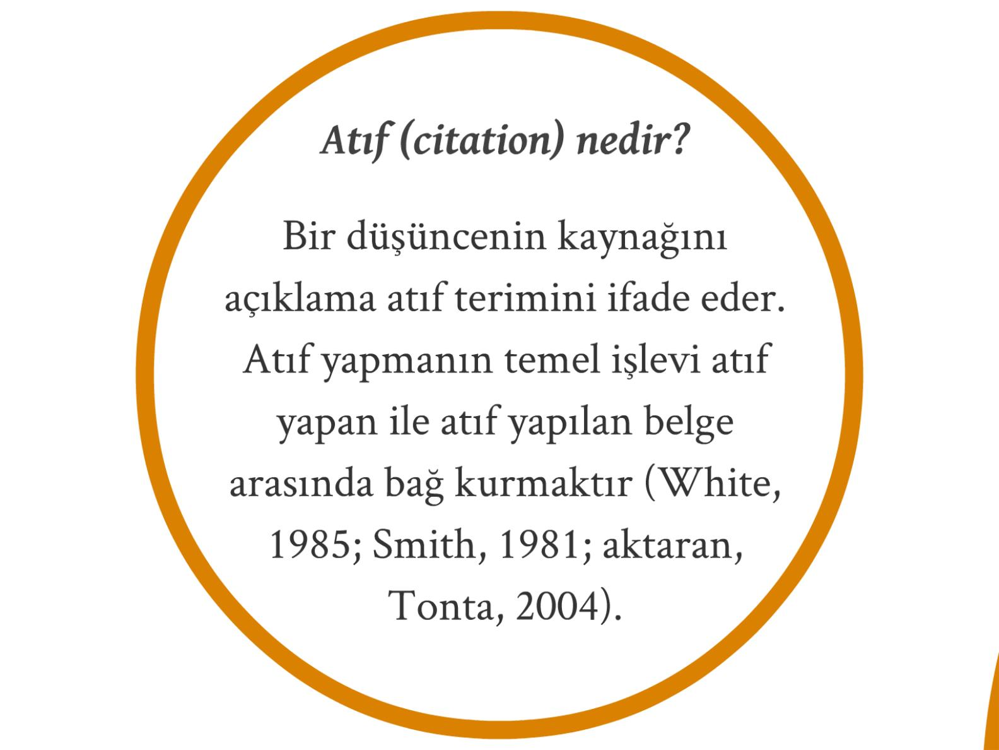 Atıf (citation) nedir?
Bir düşüncenin kaynağını
açıklama atıf terimini ifade eder.
Atıf yapmanın temel işlevi atıf
yapan ile atıf yapılan belge
arasında bağ kurmaktır (White,
1985; Smith, 1981; aktaran,
Tonta, 2004).